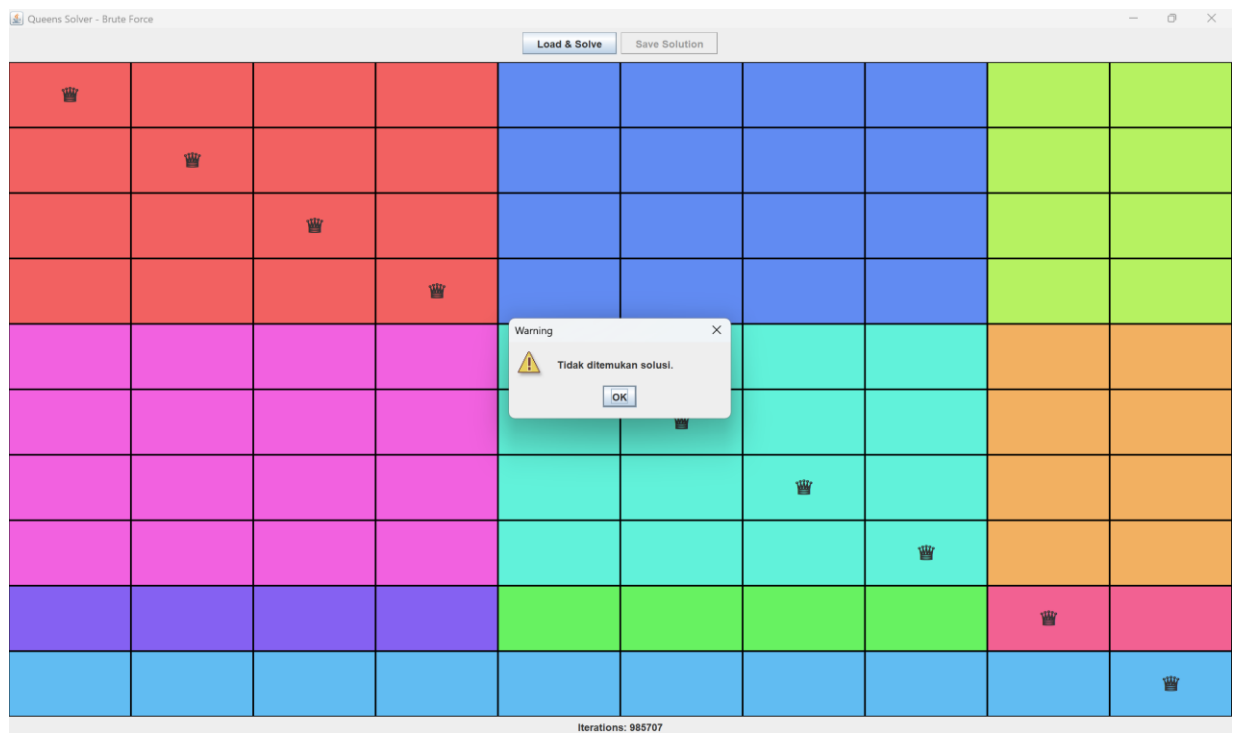 Queens Solver - Brute Force
Load & Solve Save Solution
Warning
Tidak ditemukan solusi.
OK
Iterations: 985707